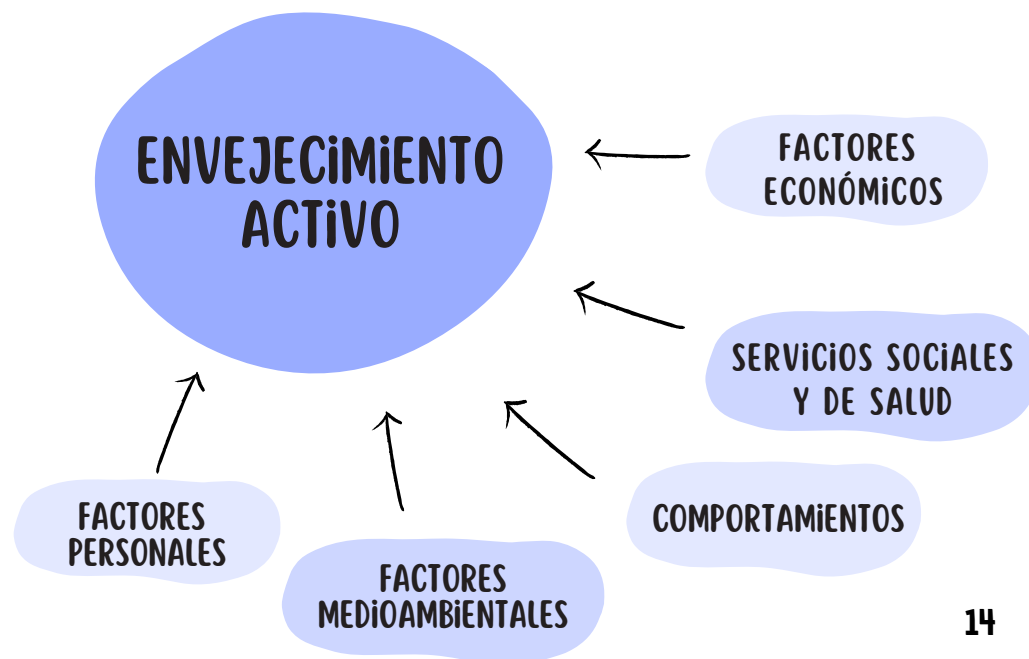 ENVEJECiMiENTO
ACTiVO
FACTORES
ECONÓMiCOS
SERViCiOS SOCiALES
Y DE SALUD
COMPORTAMiENTOS
FACTORES
PERSONALES
FACTORES
MEDiOAMBiENTALES
14